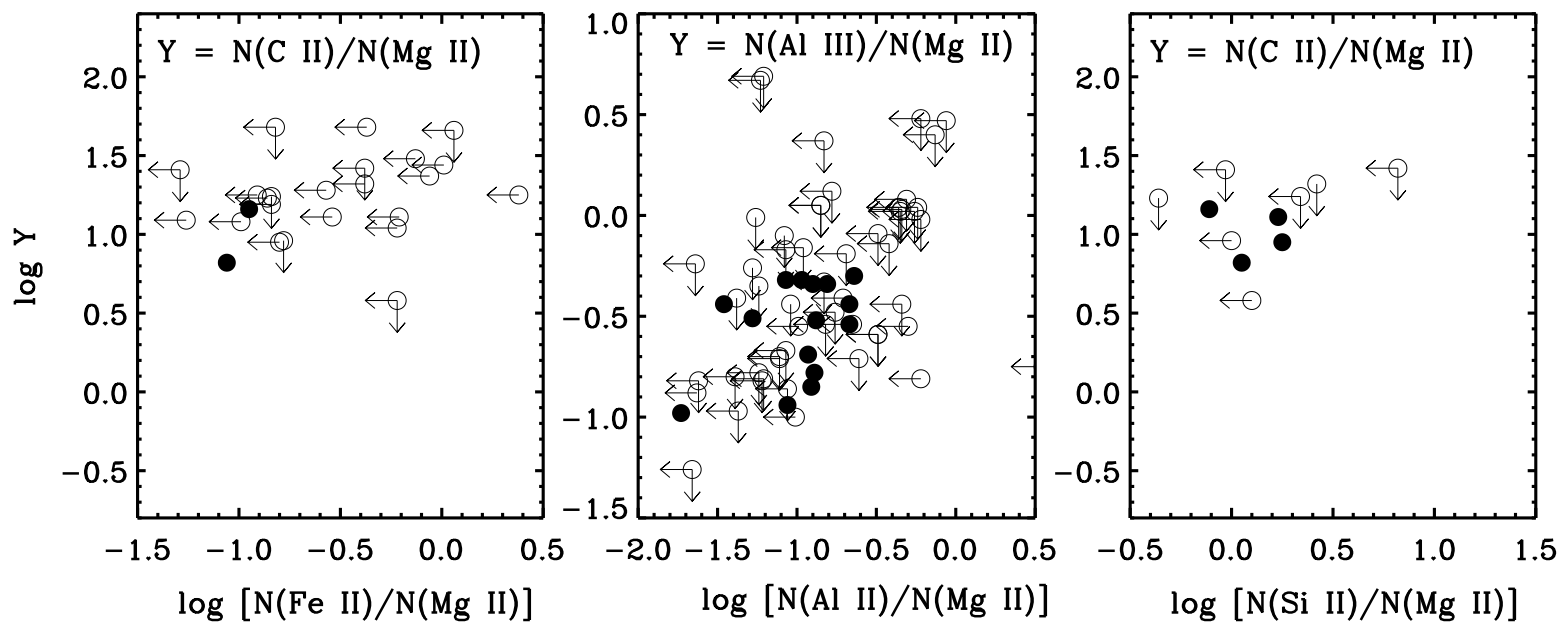 Y = N(C II)/N(Mg II)
2.0
1.5
1.0
0.5
0.0
−0.5
log Y
−1.5 −1.0 −0.5 0.0 0.5
log [N(Fe II)/N(Mg II)]
Y = N(Al III)/N(Mg II)
1.0
0.5
0.0
−0.5
−1.0
−1.5
−2.0 −1.5 −1.0 −0.5 0.0 0.5
log [N(Al II)/N(Mg II)]
Y = N(C II)/N(Mg II)
2.0
1.5
1.0
0.5
0.0
−0.5
−0.5 0.0 0.5 1.0 1.5
log [N(Si II)/N(Mg II)]